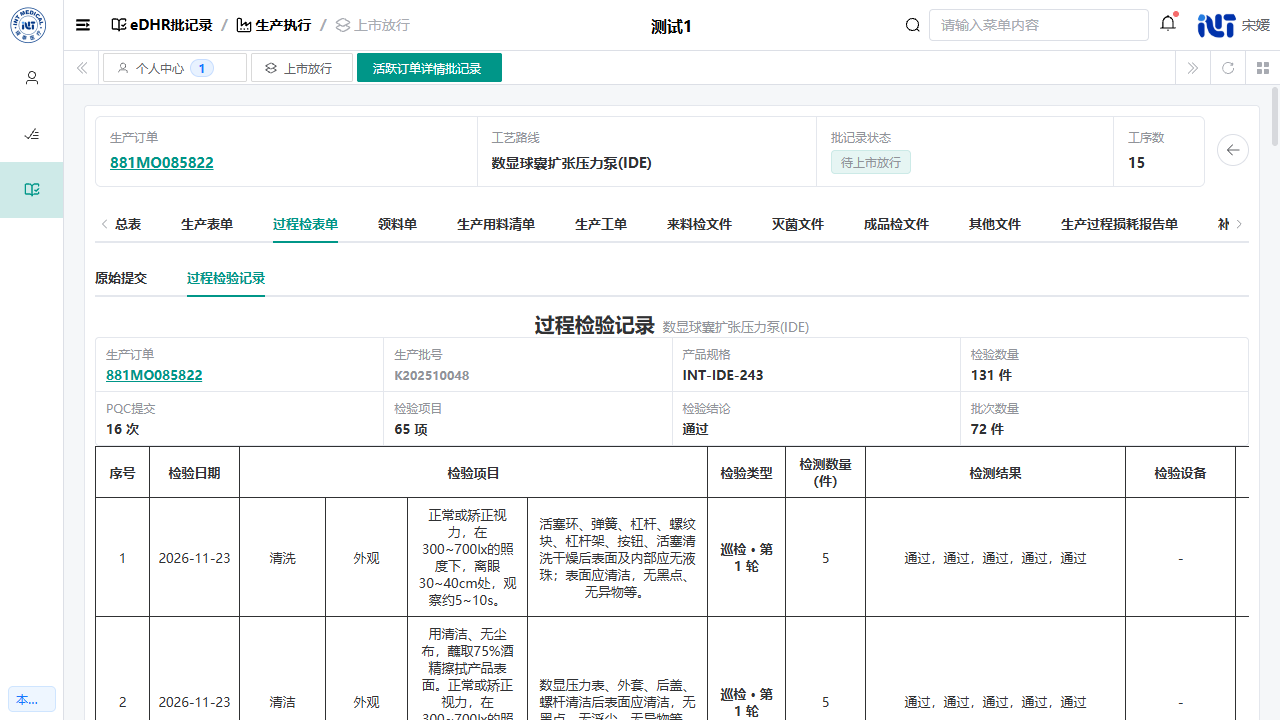 eDHR批记录 / 生产执行 / 上市放行
测试1
请输入菜单内容
宋媛
个人中心 1
上市放行
活跃订单详情批记录
生产订单
881MO085822
工艺路线
数显球囊扩张压力泵(IDE)
批记录状态
待上市放行
工序数
15
总表 生产表单 过程检表单 领料单 生产用料清单 生产工单 来料检文件 灭菌文件 成品检文件 其他文件 生产过程损耗报告单 补
原始提交 过程检验记录
过程检验记录 数显球囊扩张压力泵(IDE)
生产订单
881MO085822
生产批号
K202510048
产品规格
INT-IDE-243
检验数量
131 件
PQC提交
16 次
检验项目
65 项
检验结论
通过
批次数量
72 件
序号 检验日期 检验项目 检验类型 检测数量(件) 检测结果 检验设备
1
2026-11-23
清洗
外观
正常或矫正视
力，在
300~700lx的照
度下，离眼
30~40cm处，观
察约5~10s。
活塞环、弹簧、杠杆、螺纹
块、杠杆架、按钮、活塞清
洗干燥后表面及内部应无液
珠；表面应清洁，无黑点、
无异物等。
巡检 • 第
1 轮
5
通过，通过，通过，通过，通过
-
2
2026-11-23
清洁
外观
用清洁、无尘
布，蘸取75%酒
精擦拭产品表
面。正常或矫正
视力，在
300~700lx的照
数显压力表、外套、后盖、
螺杆清洁后表面应清洁，无
黑点、无浮尘、无异物等
巡检 • 第
1 轮
5
通过，通过，通过，通过，通过
-
本...